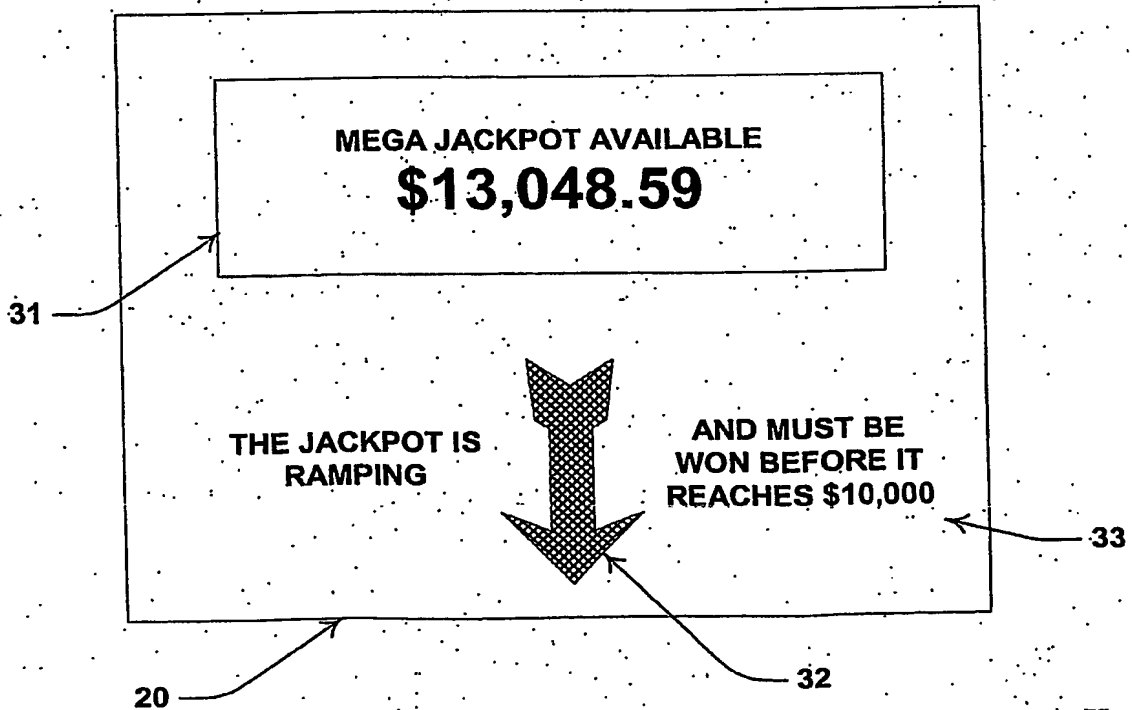 MEGA JACKPOT AVAILABLE
$13,048.59
31
THE JACKPOT IS
RAMPING
AND MUST BE
WON BEFORE IT
REACHES $10,000
33
32
20